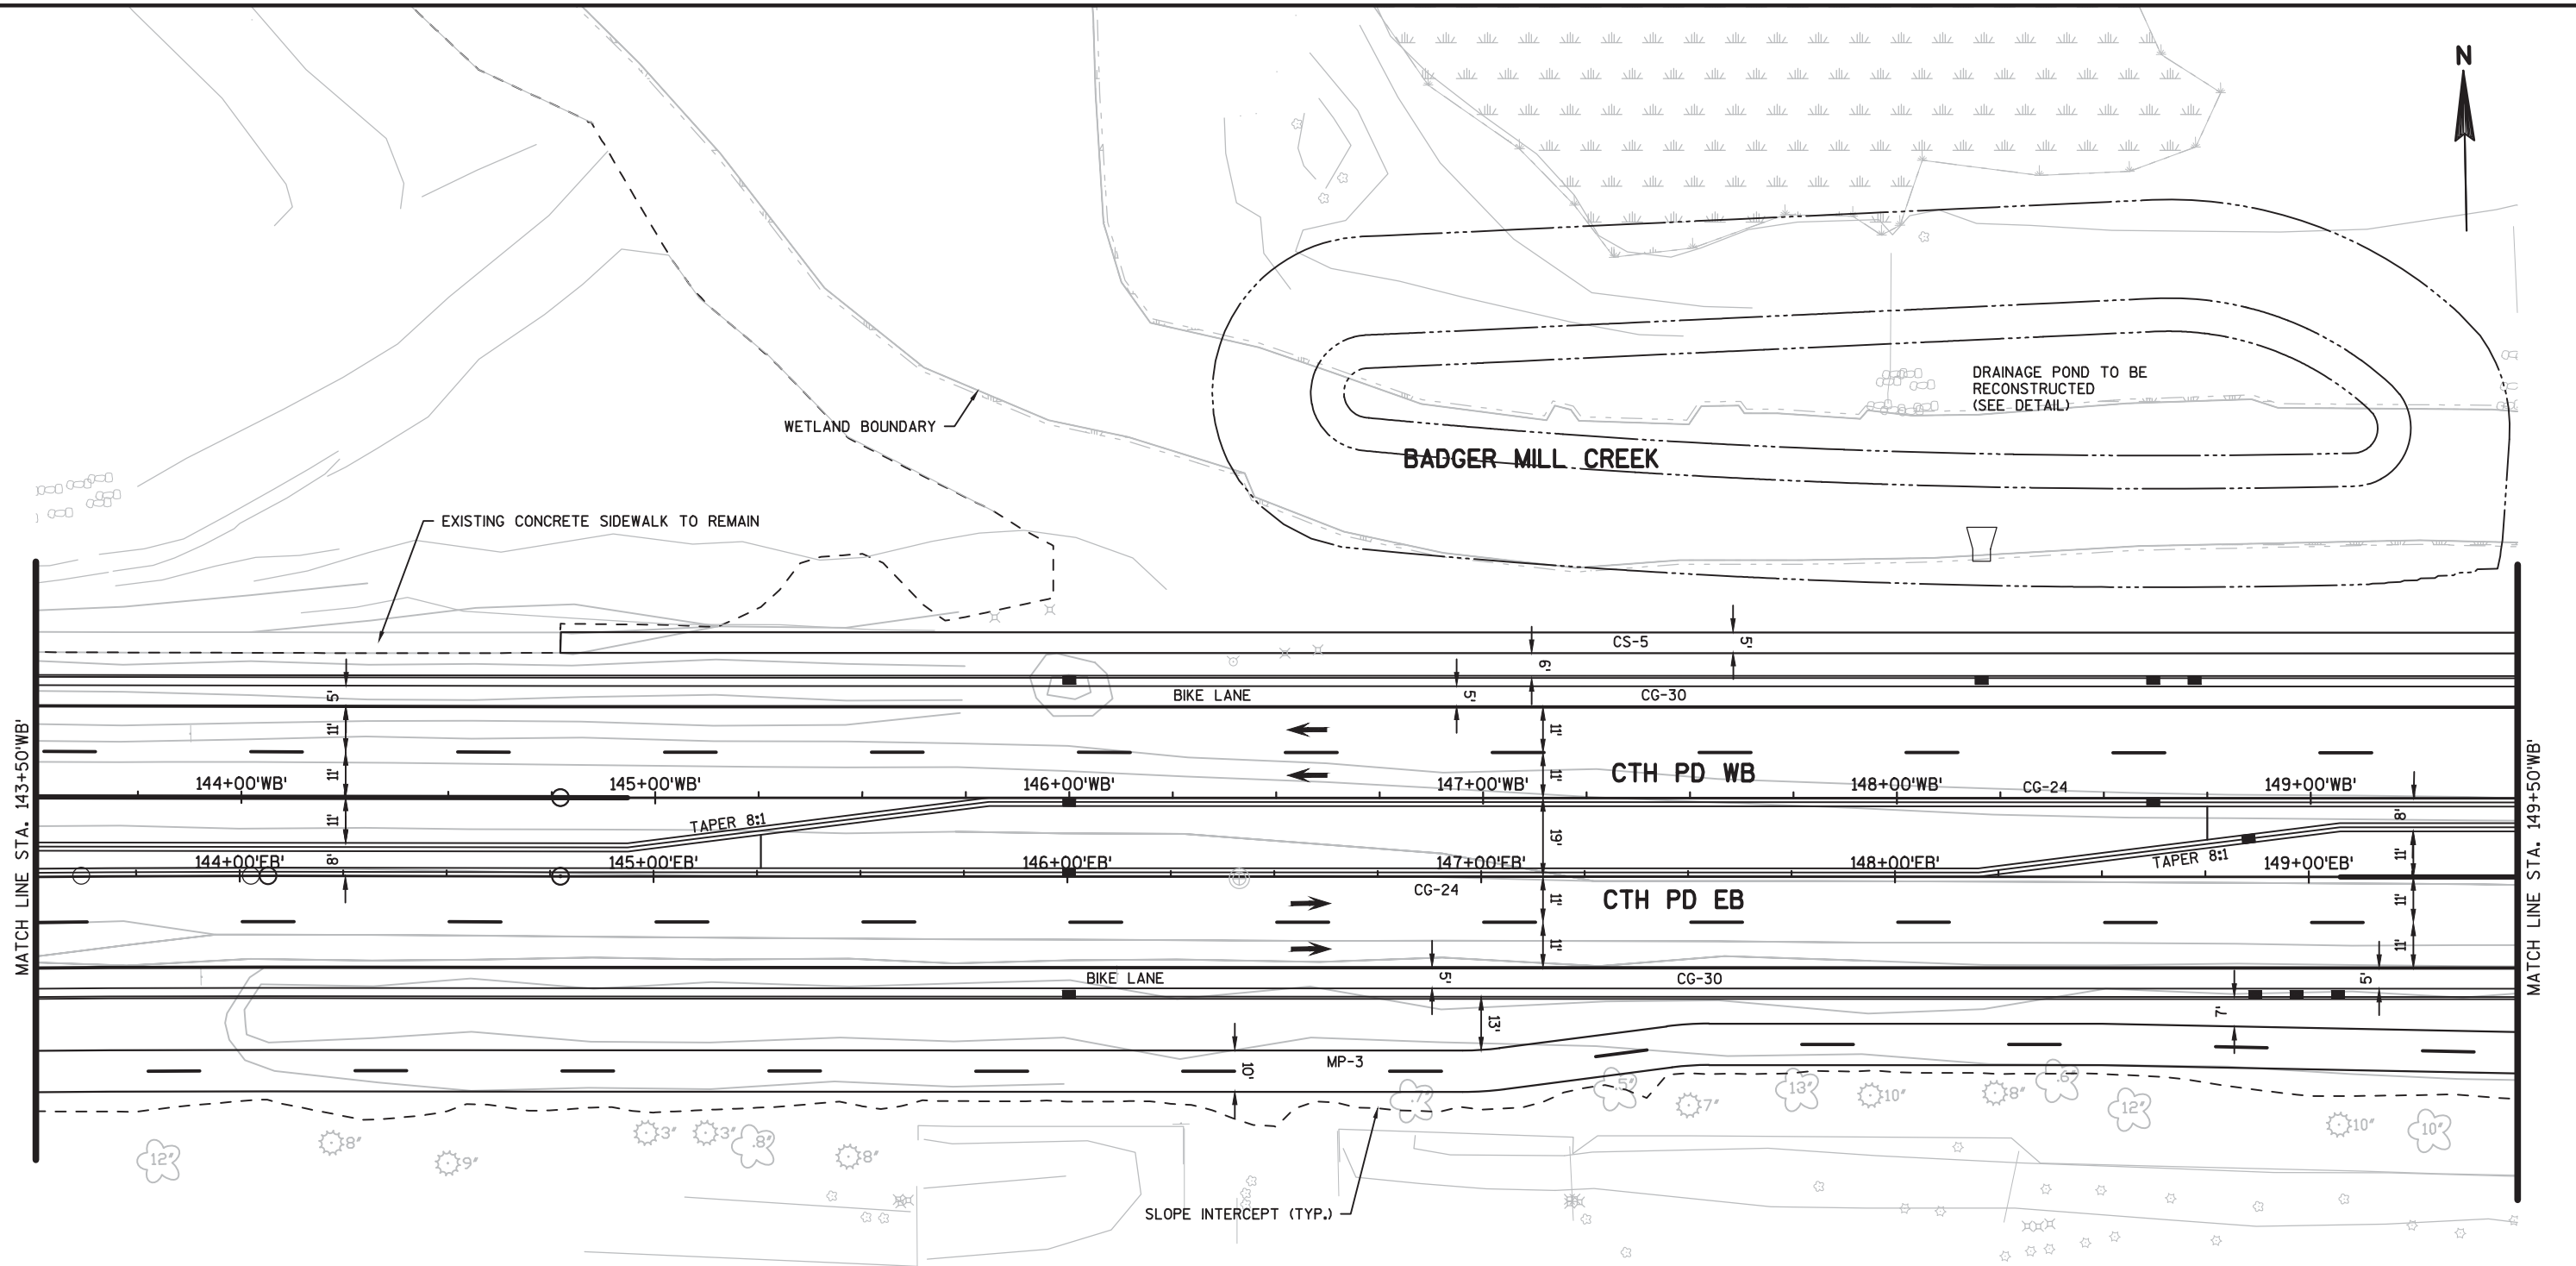 N
DRAINAGE POND TO BE
RECONSTRUCTED
(SEE DETAIL)
WETLAND BOUNDARY
BADGER MILL CREEK
EXISTING CONCRETE SIDEWALK TO REMAIN
CS-5
5'
6'
5'
BIKE LANE
5'
CG-30
MATCH LINE STA. 143+50'WB'
MATCH LINE STA. 149+50'WB'
11'
11'
11'
11'
CTH PD WB
144+00'WB'
145+00'WB'
146+00'WB'
147+00'WB'
148+00'WB'
CG-24
149+00'WB'
11'
TAPER 8:1
19'
8'
8'
144+00'EB'
145+00'EB'
146+00'EB'
147+00'EB'
148+00'EB'
TAPER 8:1
149+00'EB'
11'
CG-24
CTH PD EB
11'
11'
11'
11'
BIKE LANE
5'
CG-30
5'
13'
7'
MP-3
10'
.7"
.5"
7"
13"
10"
8"
.6"
12"
10"
10"
12"
8"
9"
3"
3"
.8"
8"
SLOPE INTERCEPT (TYP.)